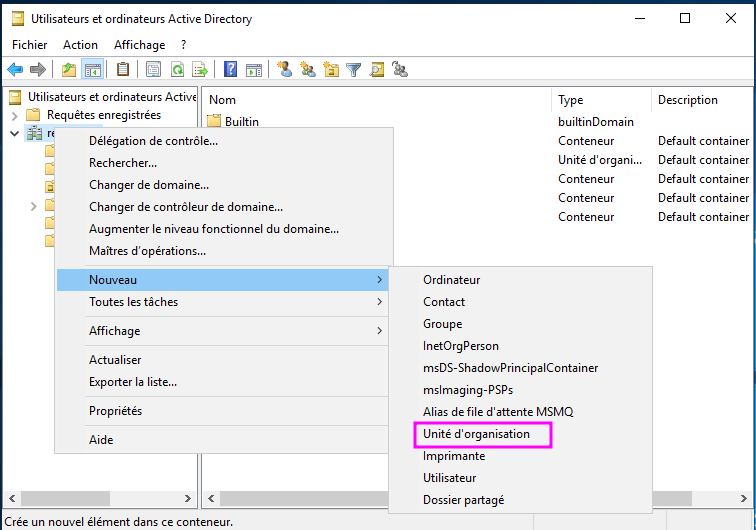 Utilisateurs et ordinateurs Active Directory
Fichier Action Affichage ?
Utilisateurs et ordinateurs Active
Requêtes enregistrées
re
Nom Type Description
Builtin builtinDomain
Conteneur Default container
Unité d'organi... Default container
Conteneur Default container
Conteneur Default container
Conteneur Default container
Délégation de contrôle...
Rechercher...
Changer de domaine...
Changer de contrôleur de domaine...
Augmenter le niveau fonctionnel du domaine...
Maîtres d'opérations...
Nouveau
Toutes les tâches
Affichage
Actualiser
Exporter la liste...
Propriétés
Aide
Ordinateur
Contact
Groupe
InetOrgPerson
msDS-ShadowPrincipalContainer
msImaging-PSPs
Alias de file d'attente MSMQ
Unité d'organisation
Imprimante
Utilisateur
Dossier partagé
Crée un nouvel élément dans ce conteneur.